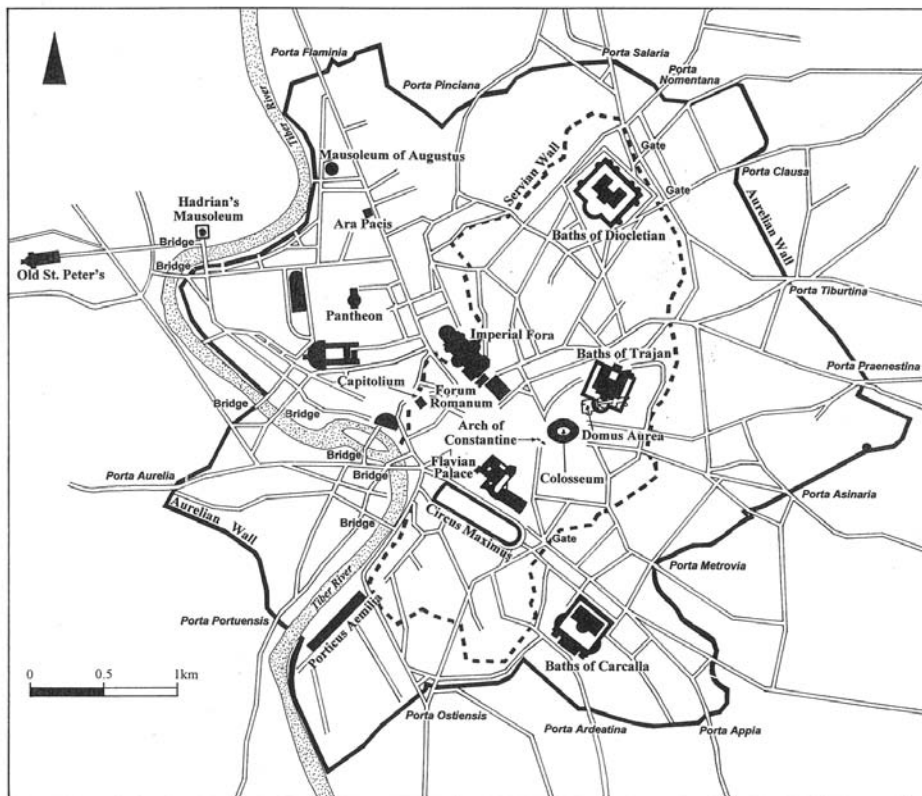 Porta Flaminia
Porta Salaria
Porta
Nomentana
Porta Pinciana
Tiber River
Servian Wall
Gate
Mausoleum of Augustus
Porta Clausa
Gate
Hadrian's
Mausoleum
Ara Pacis
Baths of Diocletian
Aurelian Wall
Bridge
Old St. Peter's
Bridge
Pantheon
Porta Tiburtina
Imperial Fora
Baths of Trajan
Porta Praenestina
Capitolium
Forum
Romanum
Bridge
Bridge
Arch of
Constantine
Domus Aurea
Bridge
Flavian
Palace
Colosseum
Porta Aurelia
Bridge
Porta Asinaria
Aurelian Wall
Bridge
Circus Maximus
Gate
Porta Metrovia
Tiber River
Porta Portuensis
Porticus Aemilia
0 0.5 1km
Baths of Carcalla
Porta Ostiensis
Porta Ardeatina
Porta Appia